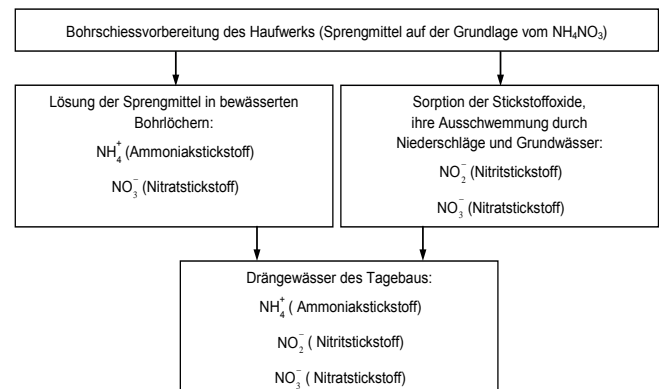 Bohrschiessvorbereitung des Haufwerks (Sprengmittel auf der Grundlage vom NH₄NO₃)
Lösung der Sprengmittel in bewässerten
Bohrlöchern:
NH₄⁺ (Ammoniakstickstoff)
NO₃⁻ (Nitratstickstoff)
Sorption der Stickstoffoxide,
ihre Ausschwemmung durch
Niederschläge und Grundwässer:
NO₂⁻ (Nitritstickstoff)
NO₃⁻ (Nitratstickstoff)
Drängewässer des Tagebaus:
NH₄⁺ ( Ammoniakstickstoff)
NO₂⁻ ( Nitritstickstoff)
NO₃⁻ ( Nitratstickstoff)